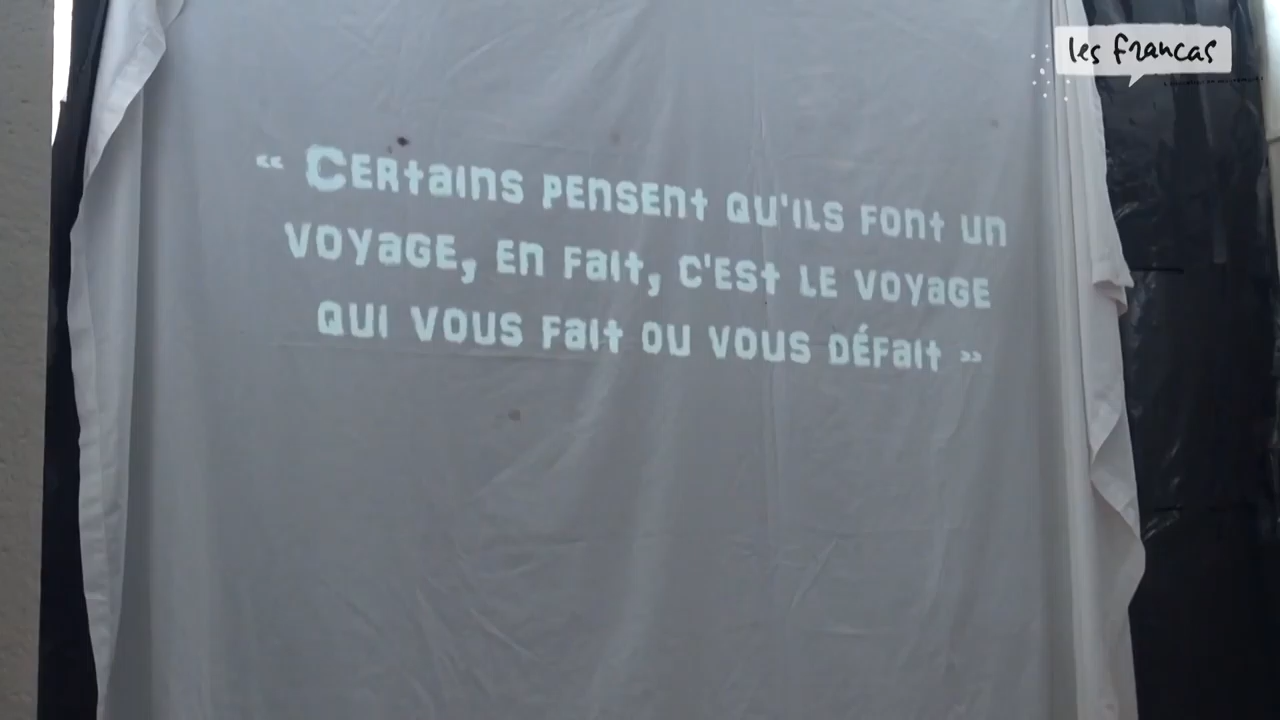 les francas
« Certains pensent qu'ils font un
voyage, en fait, c'est le voyage
qui vous fait ou vous défait »